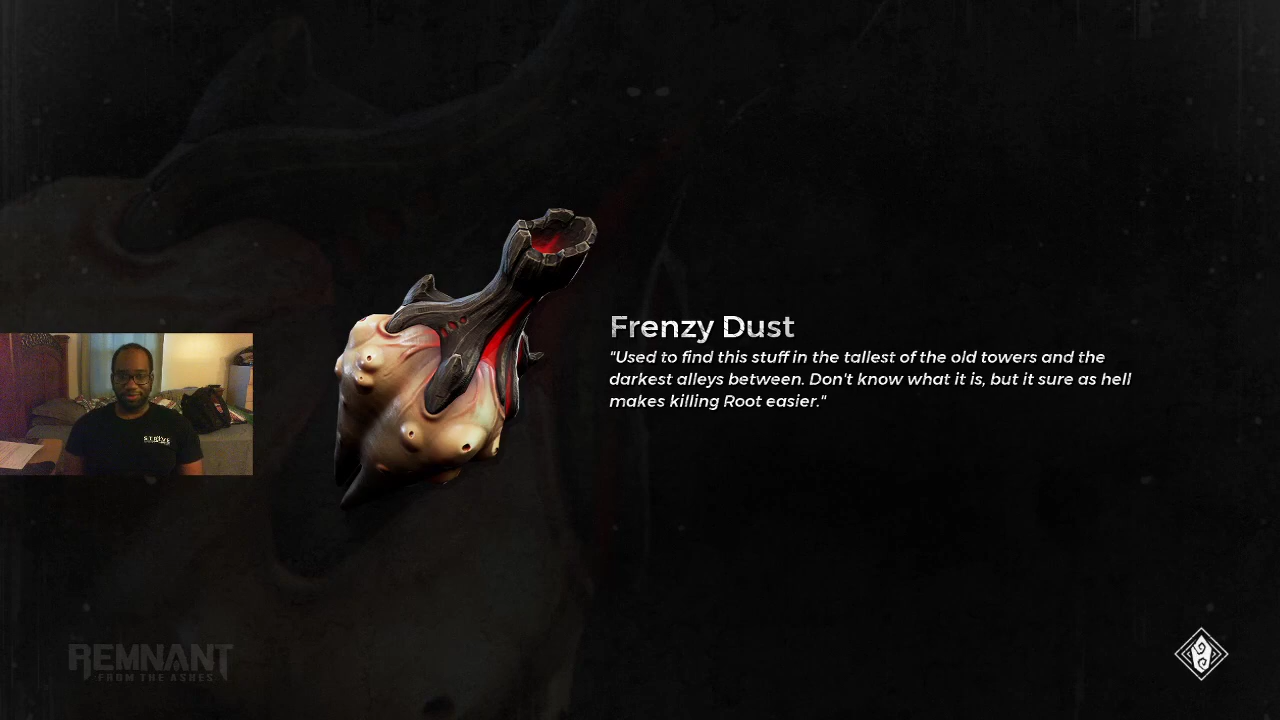 Frenzy Dust
"Used to find this stuff in the tallest of the old towers and the
darkest alleys between. Don't know what it is, but it sure as hell
makes killing Root easier."
STRIVE
REMNANT
FROM THE ASHES